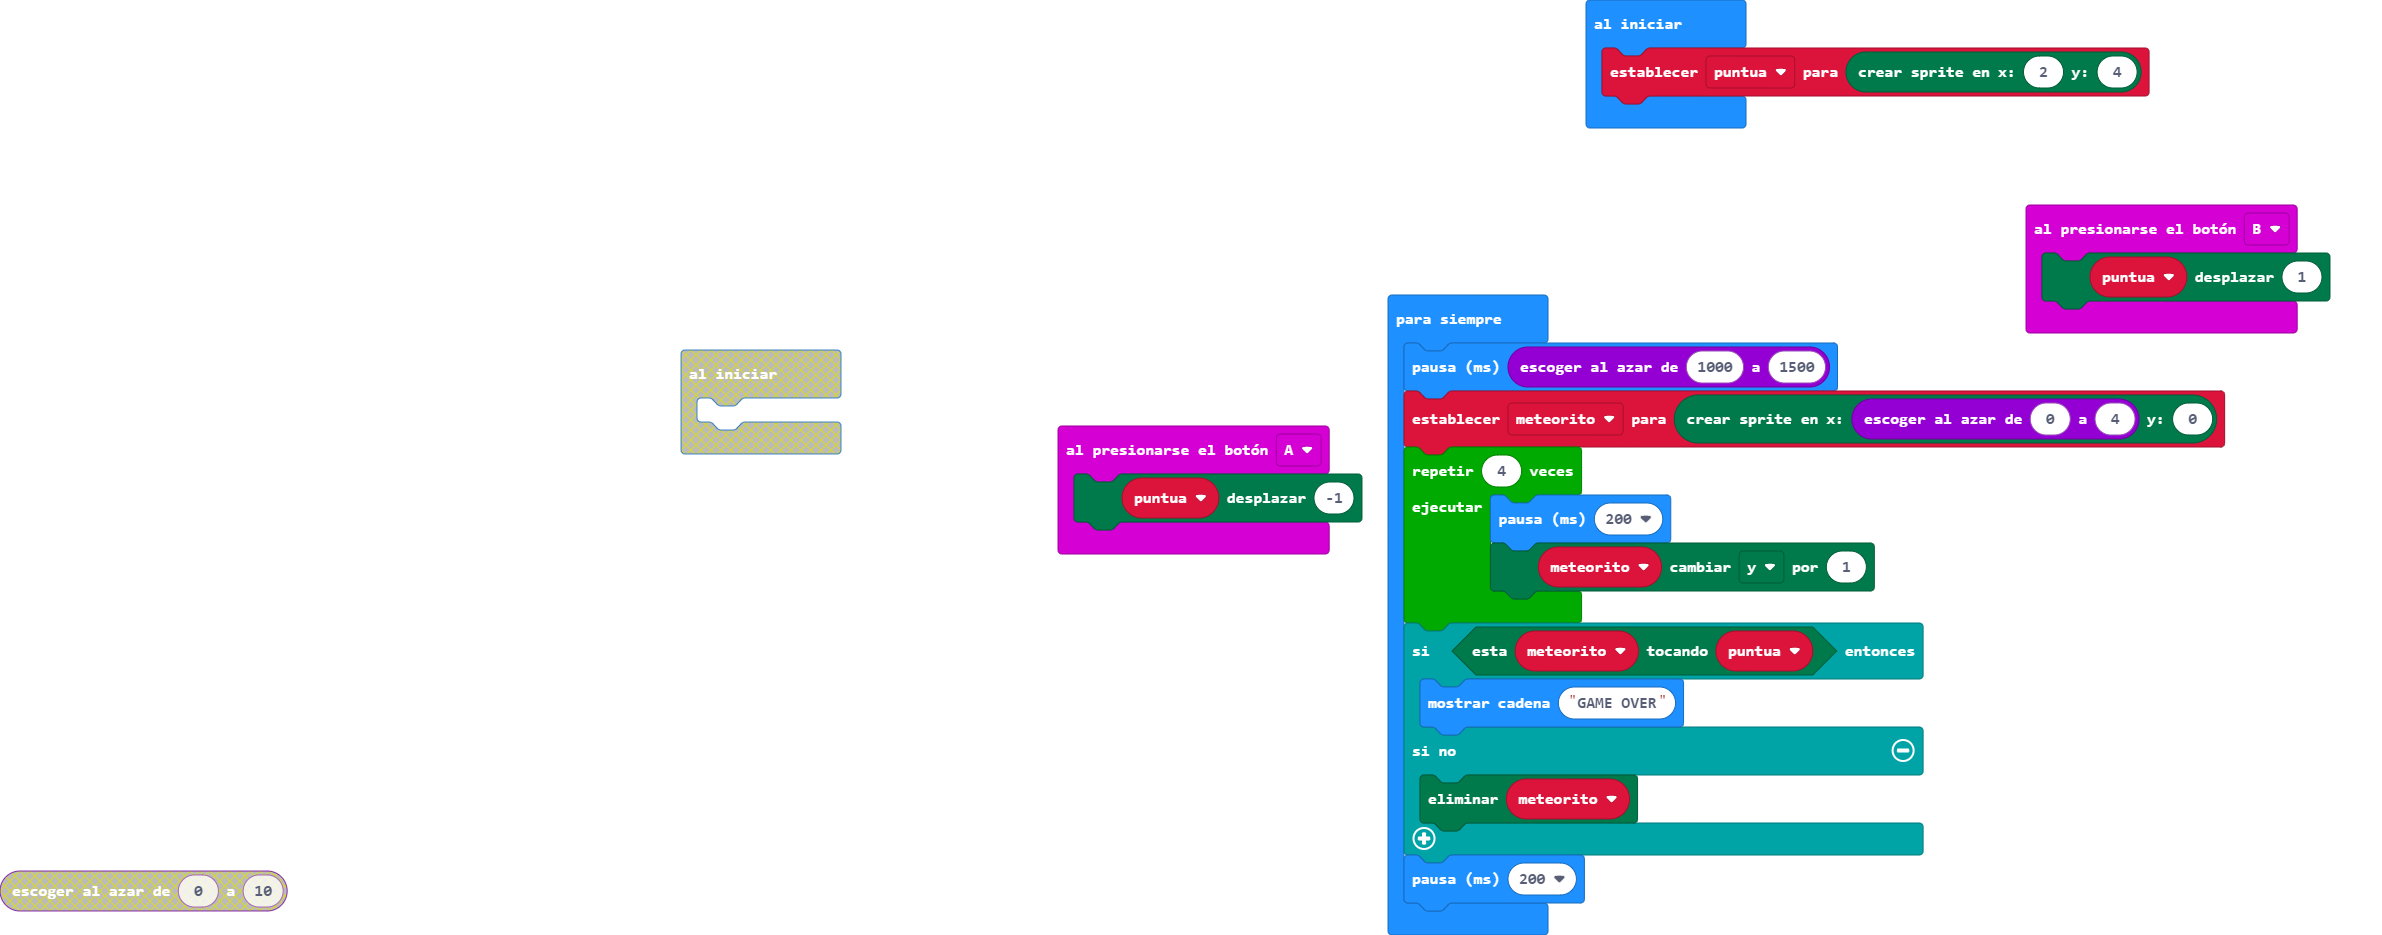 al iniciar
establecer puntua para crear sprite en x: 2 y: 4
al presionarse el botón B
puntua desplazar 1
para siempre
pausa (ms) escoger al azar de 1000 a 1500
establecer meteorito para crear sprite en x: escoger al azar de 0 a 4 y: 0
repetir 4 veces
ejecutar pausa (ms) 200
meteorito cambiar y por 1
si esta meteorito tocando puntua entonces
mostrar cadena "GAME OVER"
si no
eliminar meteorito
pausa (ms) 200
al iniciar
al presionarse el botón A
puntua desplazar -1
escoger al azar de 0 a 10